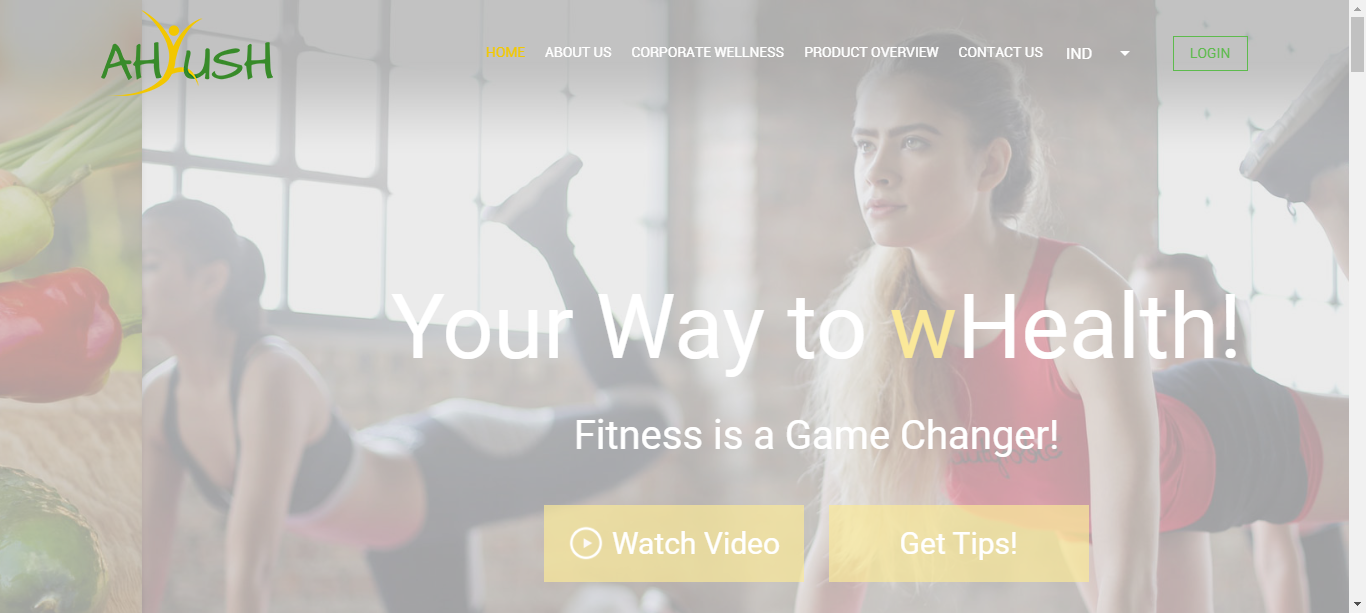 AHYUSH
HOME ABOUT US CORPORATE WELLNESS PRODUCT OVERVIEW CONTACT US IND LOGIN
Your Way to wHealth!
Fitness is a Game Changer!
Watch Video Get Tips!